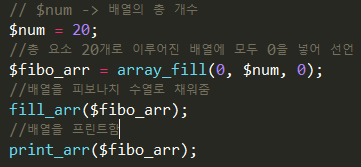 // $num -> 배열의 총 개수
$num = 20;
//총 요소 20개로 이루어진 배열에 모두 0을 넣어 선언
$fibo_arr = array_fill(0, $num, 0);
//배열을 피보나치 수열로 채워줌
fill_arr($fibo_arr);
//배열을 프린트함
print_arr($fibo_arr);